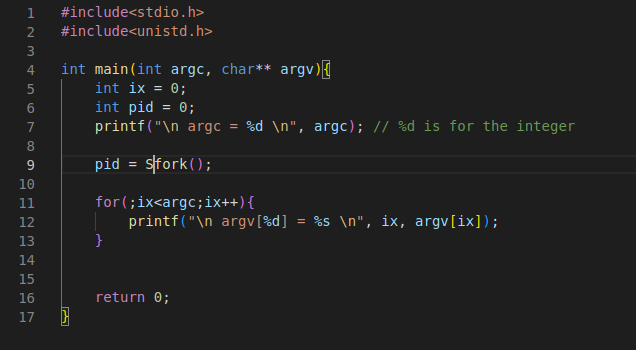 1 #include<stdio.h>
2 #include<unistd.h>
3
4 int main(int argc, char** argv){
5     int ix = 0;
6     int pid = 0;
7     printf("\n argc = %d \n", argc); // %d is for the integer
8
9     pid = Sfork();
10
11     for(;ix<argc;ix++){
12         printf("\n argv[%d] = %s \n", ix, argv[ix]);
13     }
14
15
16     return 0;
17 }